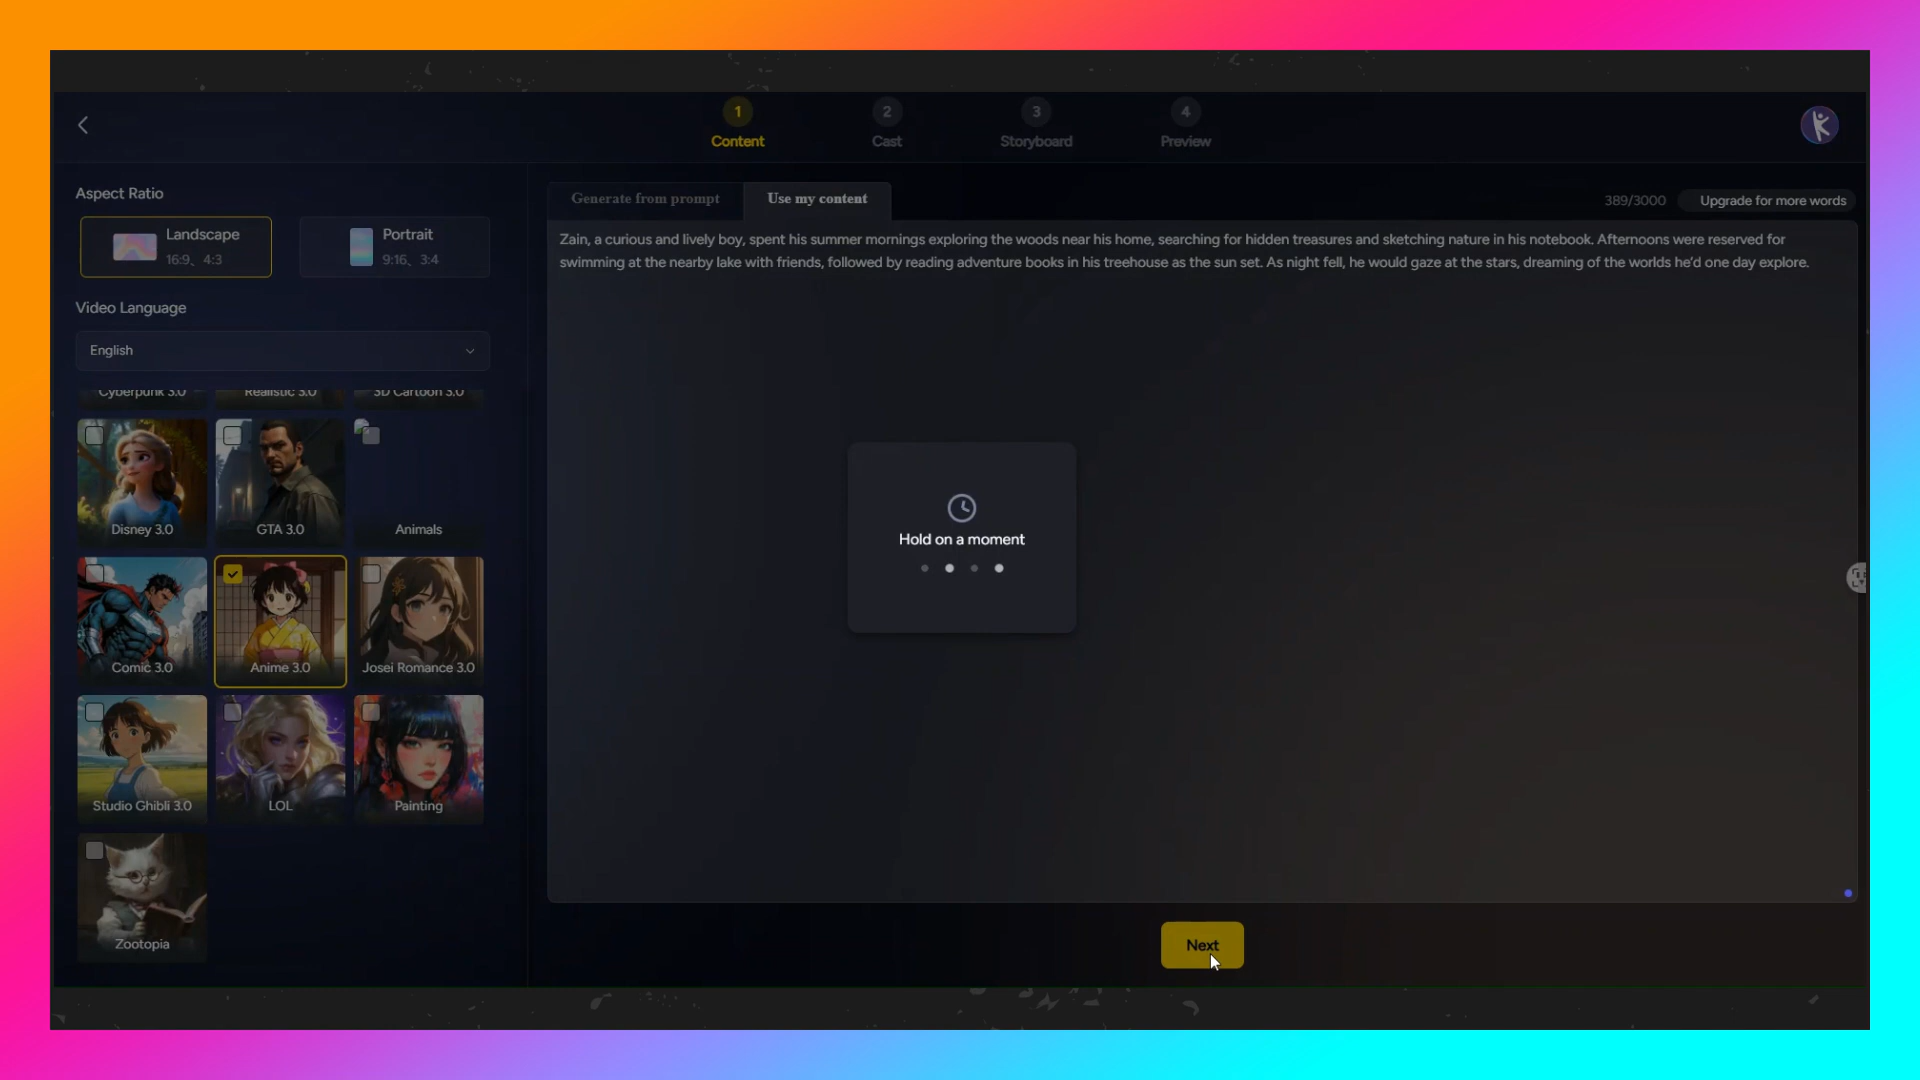 1
Content
2
Cast
3
Storyboard
4
Preview
Aspect Ratio
Landscape
16:9、4:3
Portrait
9:16、3:4
Video Language
English
Cyberpunk 3.0
Realistic 3.0
3D Cartoon 3.0
Disney 3.0
GTA 3.0
Animals
Comic 3.0
Anime 3.0
Josei Romance 3.0
Studio Ghibli 3.0
LOL
Painting
Zootopia
Generate from prompt
Use my content
389/3000
Upgrade for more words
Zain, a curious and lively boy, spent his summer mornings exploring the woods near his home, searching for hidden treasures and sketching nature in his notebook. Afternoons were reserved for
swimming at the nearby lake with friends, followed by reading adventure books in his treehouse as the sun set. As night fell, he would gaze at the stars, dreaming of the worlds he'd one day explore.
Hold on a moment
Next